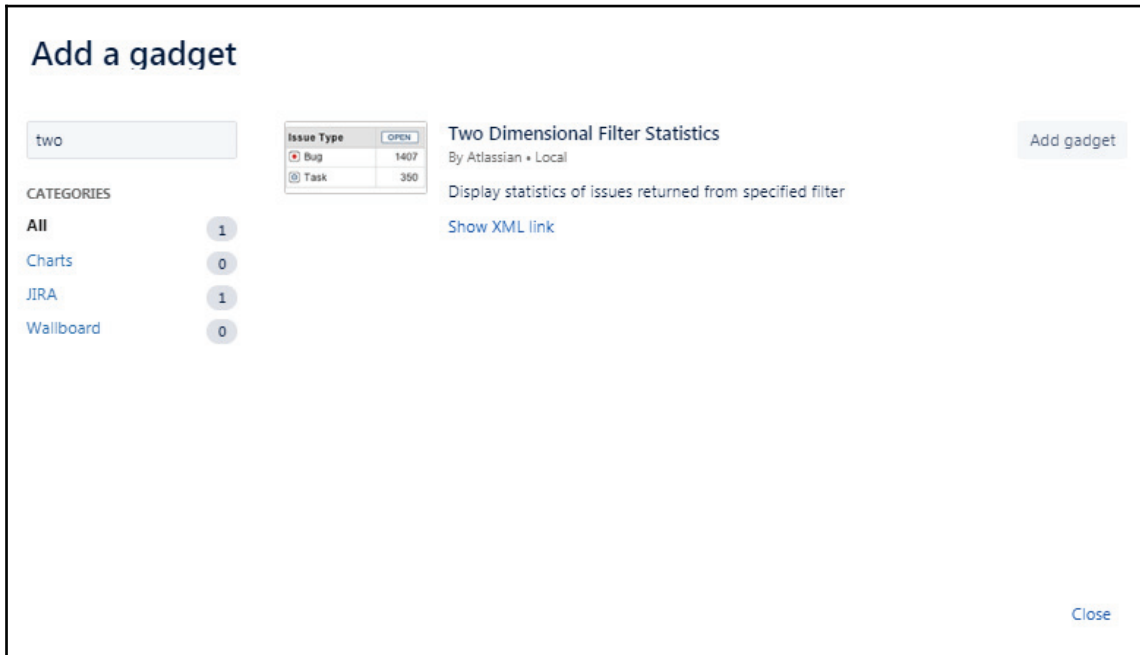 Add a gadget
two
CATEGORIES
All 1
Charts 0
JIRA 1
Wallboard 0
Issue Type OPEN
Bug 1407
Task 350
Two Dimensional Filter Statistics
By Atlassian • Local
Display statistics of issues returned from specified filter
Show XML link
Add gadget
Close